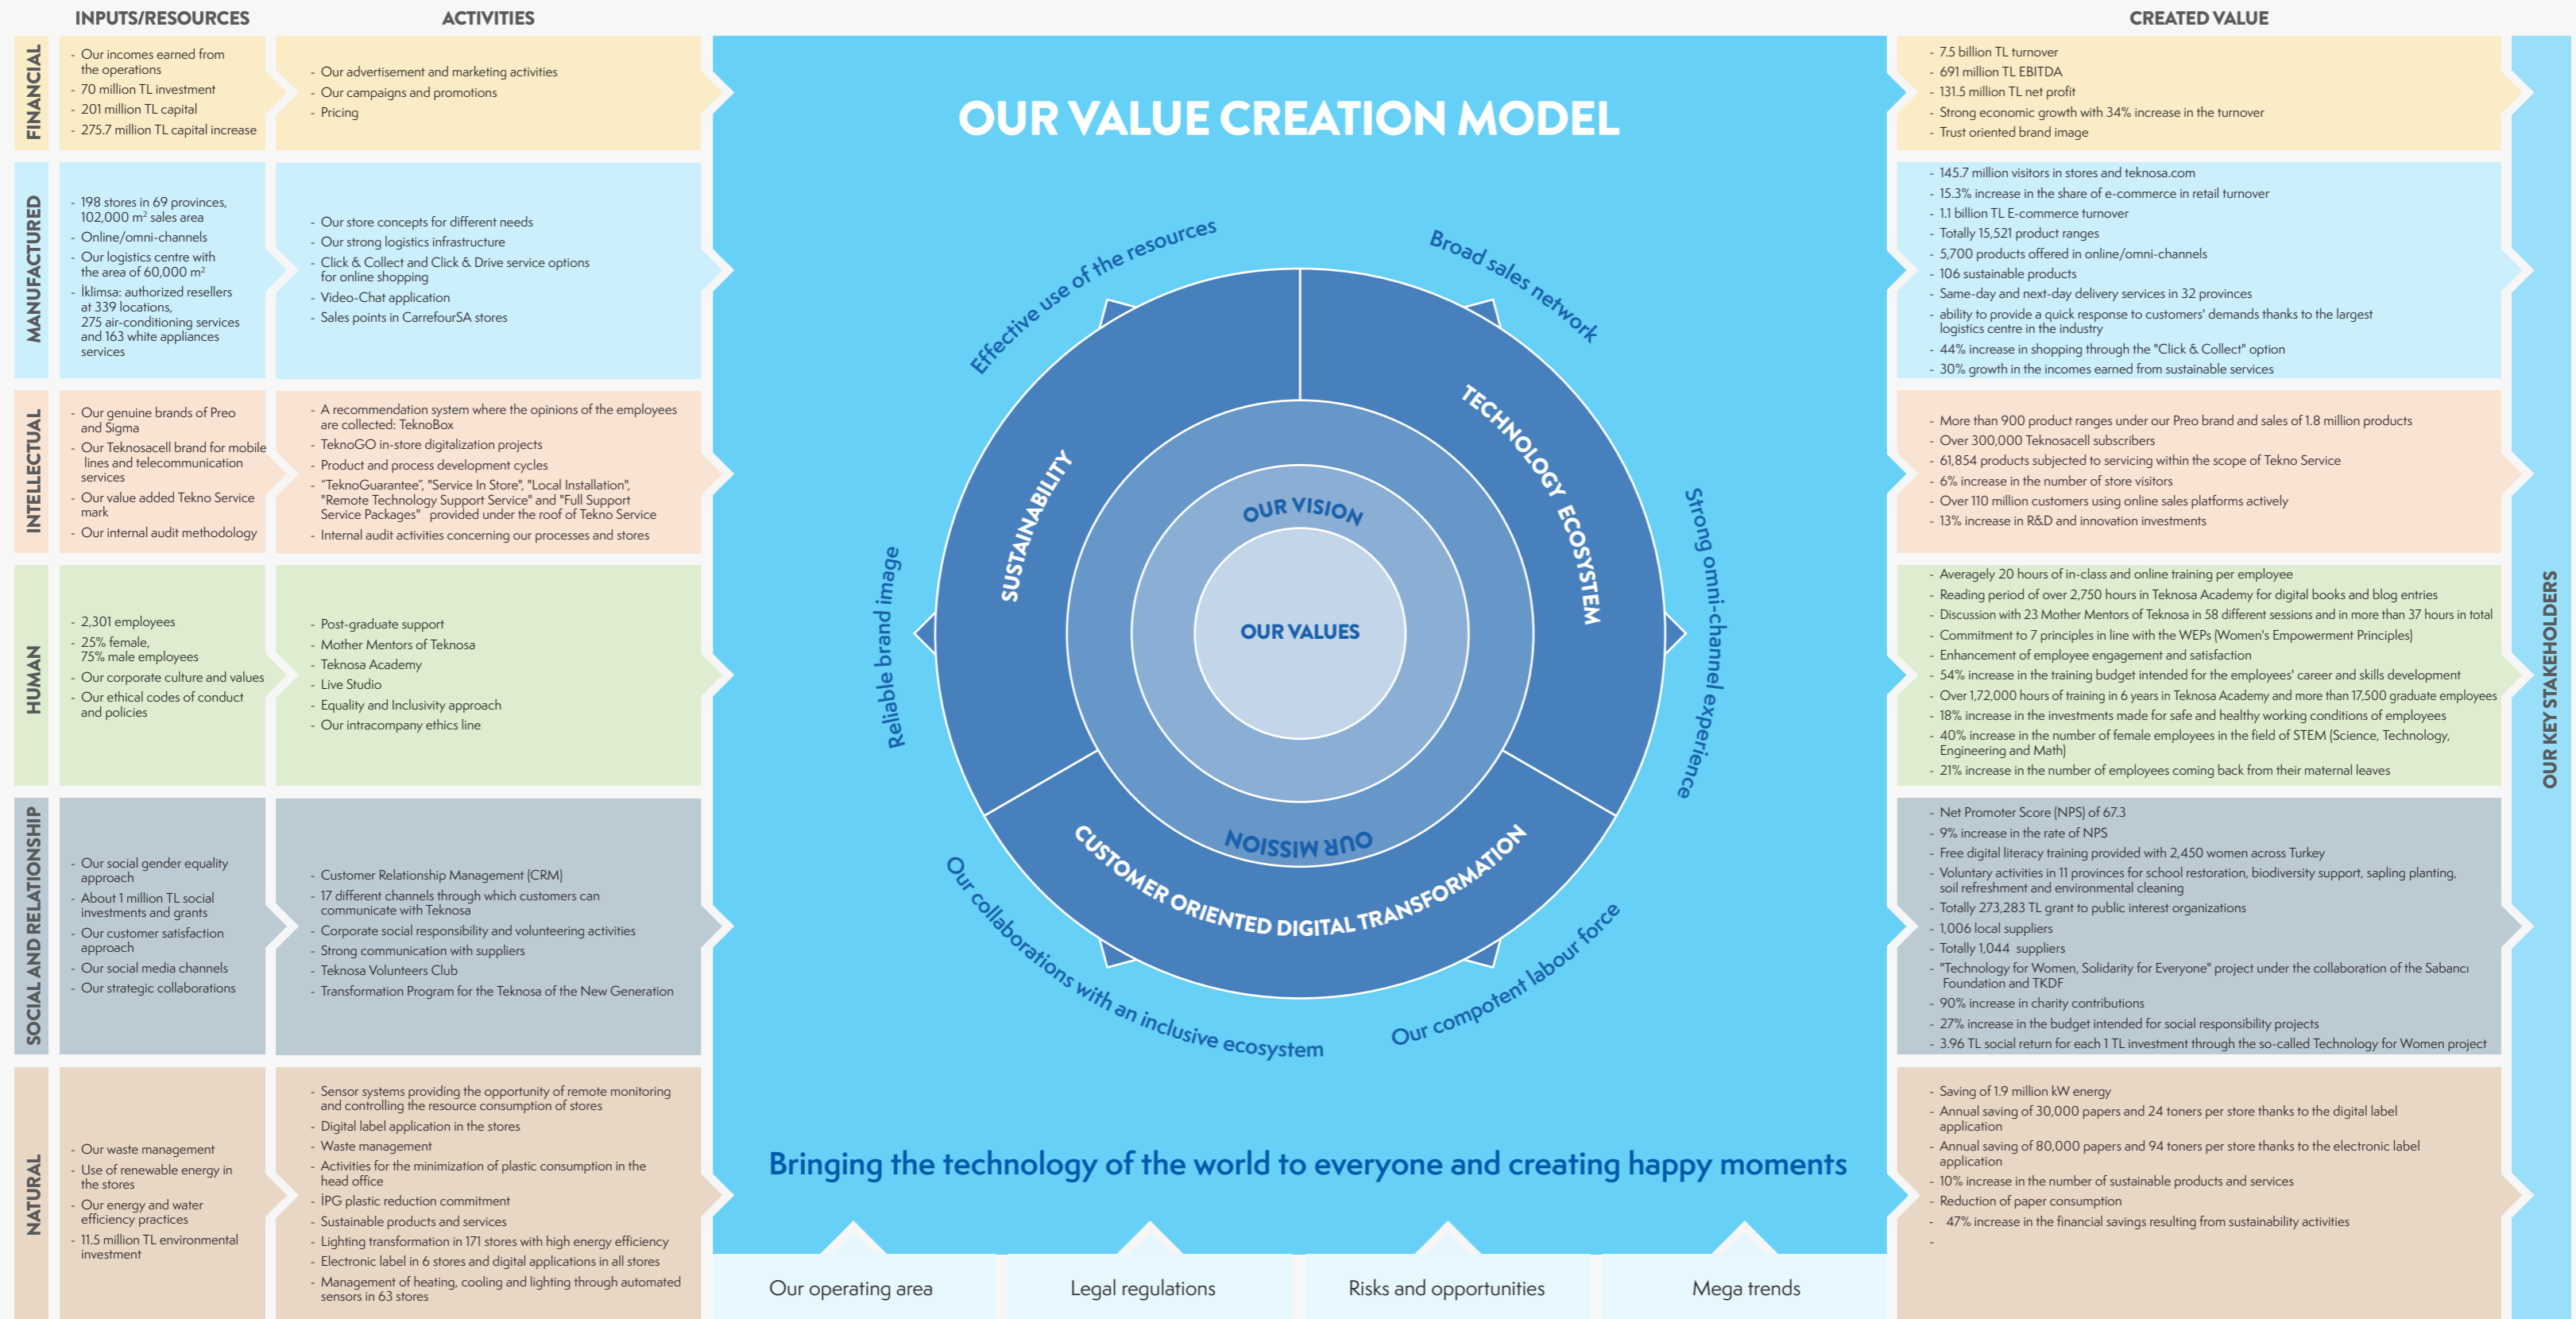 INPUTS/RESOURCES
ACTIVITIES
CREATED VALUE
FINANCIAL
- Our incomes earned from
the operations
- 70 million TL investment
- 201 million TL capital
- 275.7 million TL capital increase
- Our advertisement and marketing activities
- Our campaigns and promotions
- Pricing
- 7.5 billion TL turnover
- 691 million TL EBITDA
- 131.5 million TL net profit
- Strong economic growth with 34% increase in the turnover
- Trust oriented brand image
MANUFACTURED
- 198 stores in 69 provinces,
102,000 m² sales area
- Online/omni-channels
- Our logistics centre with
the area of 60,000 m²
- İklimsa: authorized resellers
at 339 locations,
275 air-conditioning services
and 163 white appliances
services
- Our store concepts for different needs
- Our strong logistics infrastructure
- Click & Collect and Click & Drive service options
for online shopping
- Video-Chat application
- Sales points in CarrefourSA stores
- 145.7 million visitors in stores and teknosa.com
- 15.3% increase in the share of e-commerce in retail turnover
- 1.1 billion TL E-commerce turnover
- Totally 15,521 product ranges
- 5,700 products offered in online/omni-channels
- 106 sustainable products
- Same-day and next-day delivery services in 32 provinces
- ability to provide a quick response to customers' demands thanks to the largest
logistics centre in the industry
- 44% increase in shopping through the "Click & Collect" option
- 30% growth in the incomes earned from sustainable services
INTELLECTUAL
- Our genuine brands of Preo
and Sigma
- Our Teknosacell brand for mobile
lines and telecommunication
services
- Our value added Tekno Service
mark
- Our internal audit methodology
- A recommendation system where the opinions of the employees
are collected: TeknoBox
- TeknoGO in-store digitalization projects
- Product and process development cycles
- "TeknoGuarantee", "Service In Store", "Local Installation",
"Remote Technology Support Service" and "Full Support
Service Packages" provided under the roof of Tekno Service
- Internal audit activities concerning our processes and stores
- More than 900 product ranges under our Preo brand and sales of 1.8 million products
- Over 300,000 Teknosacell subscribers
- 61,854 products subjected to servicing within the scope of Tekno Service
- 6% increase in the number of store visitors
- Over 110 million customers using online sales platforms actively
- 13% increase in R&D and innovation investments
HUMAN
- 2,301 employees
- 25% female,
75% male employees
- Our corporate culture and values
- Our ethical codes of conduct
and policies
- Post-graduate support
- Mother Mentors of Teknosa
- Teknosa Academy
- Live Studio
- Equality and Inclusivity approach
- Our intracompany ethics line
- Averagely 20 hours of in-class and online training per employee
- Reading period of over 2,750 hours in Teknosa Academy for digital books and blog entries
- Discussion with 23 Mother Mentors of Teknosa in 58 different sessions and in more than 37 hours in total
- Commitment to 7 principles in line with the WEPs (Women's Empowerment Principles)
- Enhancement of employee engagement and satisfaction
- 54% increase in the training budget intended for the employees' career and skills development
- Over 1,72,000 hours of training in 6 years in Teknosa Academy and more than 17,500 graduate employees
- 18% increase in the investments made for safe and healthy working conditions of employees
- 40% increase in the number of female employees in the field of STEM (Science, Technology,
Engineering and Math)
- 21% increase in the number of employees coming back from their maternal leaves
SOCIAL AND RELATIONSHIP
- Our social gender equality
approach
- About 1 million TL social
investments and grants
- Our customer satisfaction
approach
- Our social media channels
- Our strategic collaborations
- Customer Relationship Management (CRM)
- 17 different channels through which customers can
communicate with Teknosa
- Corporate social responsibility and volunteering activities
- Strong communication with suppliers
- Teknosa Volunteers Club
- Transformation Program for the Teknosa of the New Generation
- Net Promoter Score (NPS) of 67.3
- 9% increase in the rate of NPS
- Free digital literacy training provided with 2,450 women across Turkey
- Voluntary activities in 11 provinces for school restoration, biodiversity support, sapling planting,
soil refreshment and environmental cleaning
- Totally 273,283 TL grant to public interest organizations
- 1,006 local suppliers
- Totally 1,044 suppliers
- "Technology for Women, Solidarity for Everyone" project under the collaboration of the Sabancı
Foundation and TKDF
- 90% increase in charity contributions
- 27% increase in the budget intended for social responsibility projects
- 3.96 TL social return for each 1 TL investment through the so-called Technology for Women project
NATURAL
- Our waste management
- Use of renewable energy in
the stores
- Our energy and water
efficiency practices
- 11.5 million TL environmental
investment
- Sensor systems providing the opportunity of remote monitoring
and controlling the resource consumption of stores
- Digital label application in the stores
- Waste management
- Activities for the minimization of plastic consumption in the
head office
- İPG plastic reduction commitment
- Sustainable products and services
- Lighting transformation in 171 stores with high energy efficiency
- Electronic label in 6 stores and digital applications in all stores
- Management of heating, cooling and lighting through automated
sensors in 63 stores
- Saving of 1.9 million kW energy
- Annual saving of 30,000 papers and 24 toners per store thanks to the digital label
application
- Annual saving of 80,000 papers and 94 toners per store thanks to the electronic label
application
- 10% increase in the number of sustainable products and services
- Reduction of paper consumption
- 47% increase in the financial savings resulting from sustainability activities
-
OUR KEY STAKEHOLDERS
OUR VALUE CREATION MODEL
Effective use of the resources
Broad sales network
Strong omni-channel experience
Our compotent labour force
Our collaborations with an inclusive ecosystem
Reliable brand image
SUSTAINABILITY
TECHNOLOGY ECOSYSTEM
CUSTOMER ORIENTED DIGITAL TRANSFORMATION
OUR VISION
OUR VALUES
OUR MISSION
Bringing the technology of the world to everyone and creating happy moments
Our operating area
Legal regulations
Risks and opportunities
Mega trends